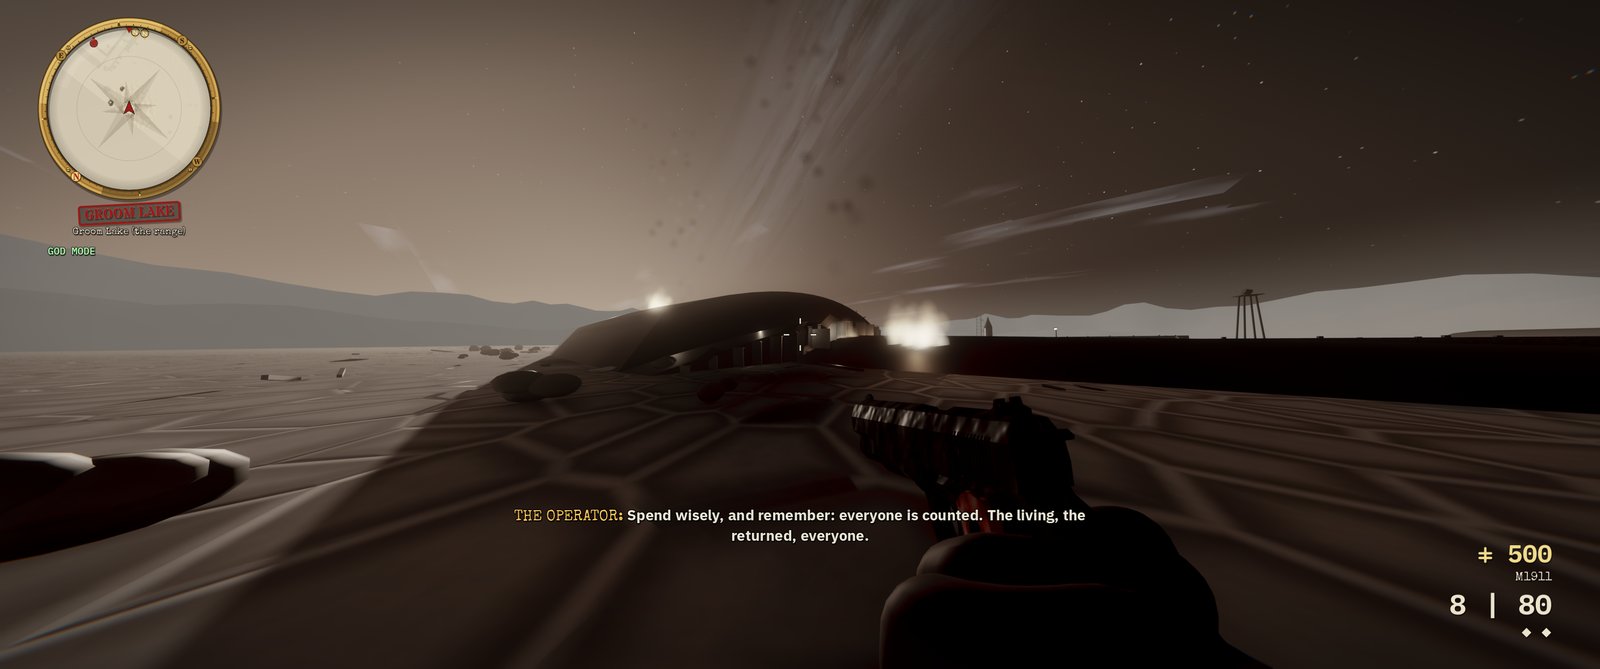 GROOM LAKE
Groom Lake (the range)
GOD MODE
THE OPERATOR: Spend wisely, and remember: everyone is counted. The living, the
returned, everyone.
500
M1911
8 | 80
E
S
W
N